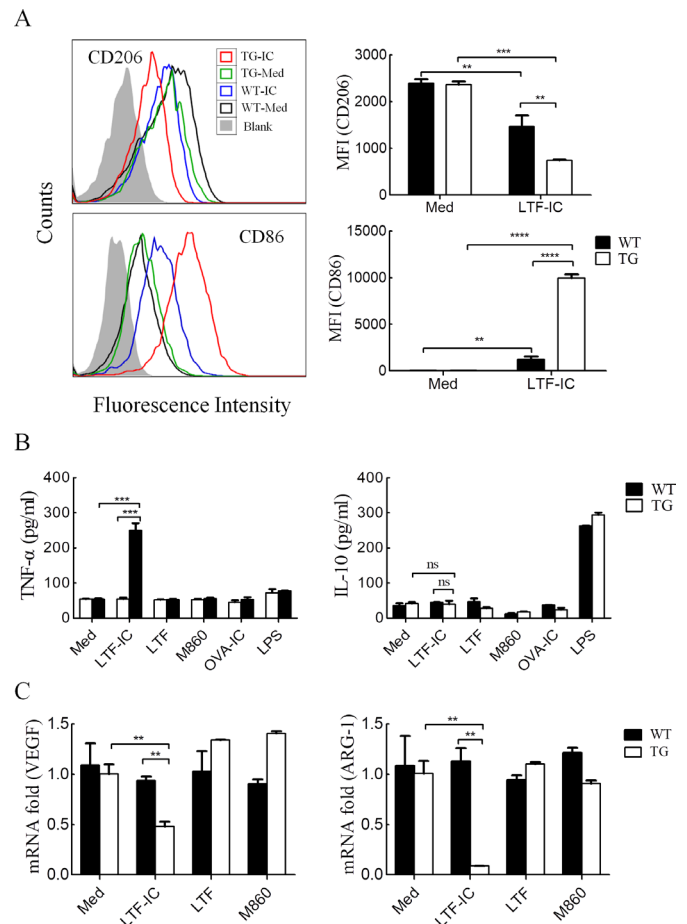 A
CD206
TG-IC
TG-Med
WT-IC
WT-Med
Blank
CD86
Counts
Fluorescence Intensity
MFI (CD206)
3000
2000
1000
0
**
***
**
Med
LTF-IC
MFI (CD86)
15000
10000
5000
0
**
****
****
Med
LTF-IC
WT
TG
B
TNF-α (pg/ml)
400
300
200
100
0
***
***
Med
LTF-IC
LTF
M860
OVA-IC
LPS
IL-10 (pg/ml)
400
300
200
100
0
ns
ns
Med
LTF-IC
LTF
M860
OVA-IC
LPS
WT
TG
C
mRNA fold (VEGF)
1.5
1.0
0.5
0.0
**
**
Med
LTF-IC
LTF
M860
mRNA fold (ARG-1)
1.5
1.0
0.5
0.0
**
**
Med
LTF-IC
LTF
M860
WT
TG